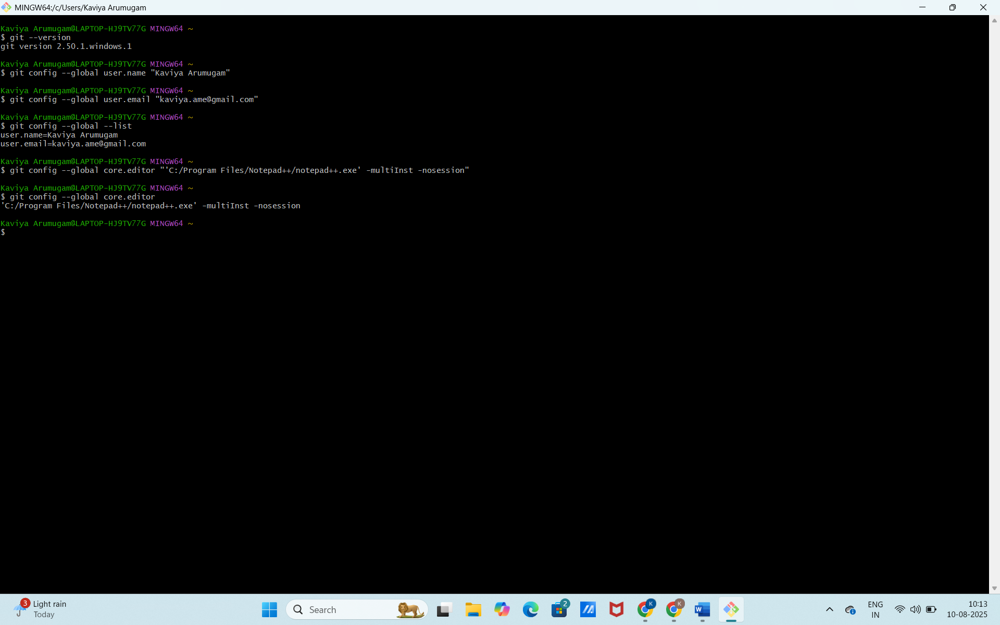 MINGW64:/c/Users/Kaviya Arumugam
Kaviya Arumugam@LAPTOP-HJ9TV77G MINGW64 ~
$ git --version
git version 2.50.1.windows.1
Kaviya Arumugam@LAPTOP-HJ9TV77G MINGW64 ~
$ git config --global user.name "Kaviya Arumugam"
Kaviya Arumugam@LAPTOP-HJ9TV77G MINGW64 ~
$ git config --global user.email "kaviya.ame@gmail.com"
Kaviya Arumugam@LAPTOP-HJ9TV77G MINGW64 ~
$ git config --global --list
user.name=Kaviya Arumugam
user.email=kaviya.ame@gmail.com
Kaviya Arumugam@LAPTOP-HJ9TV77G MINGW64 ~
$ git config --global core.editor "'C:/Program Files/Notepad++/notepad++.exe' -multiInst -nosession"
Kaviya Arumugam@LAPTOP-HJ9TV77G MINGW64 ~
$ git config --global core.editor
'C:/Program Files/Notepad++/notepad++.exe' -multiInst -nosession
Kaviya Arumugam@LAPTOP-HJ9TV77G MINGW64 ~
$
3
Light rain
Today
Search
2
K
K
W
ENG
IN
10:13
10-08-2025